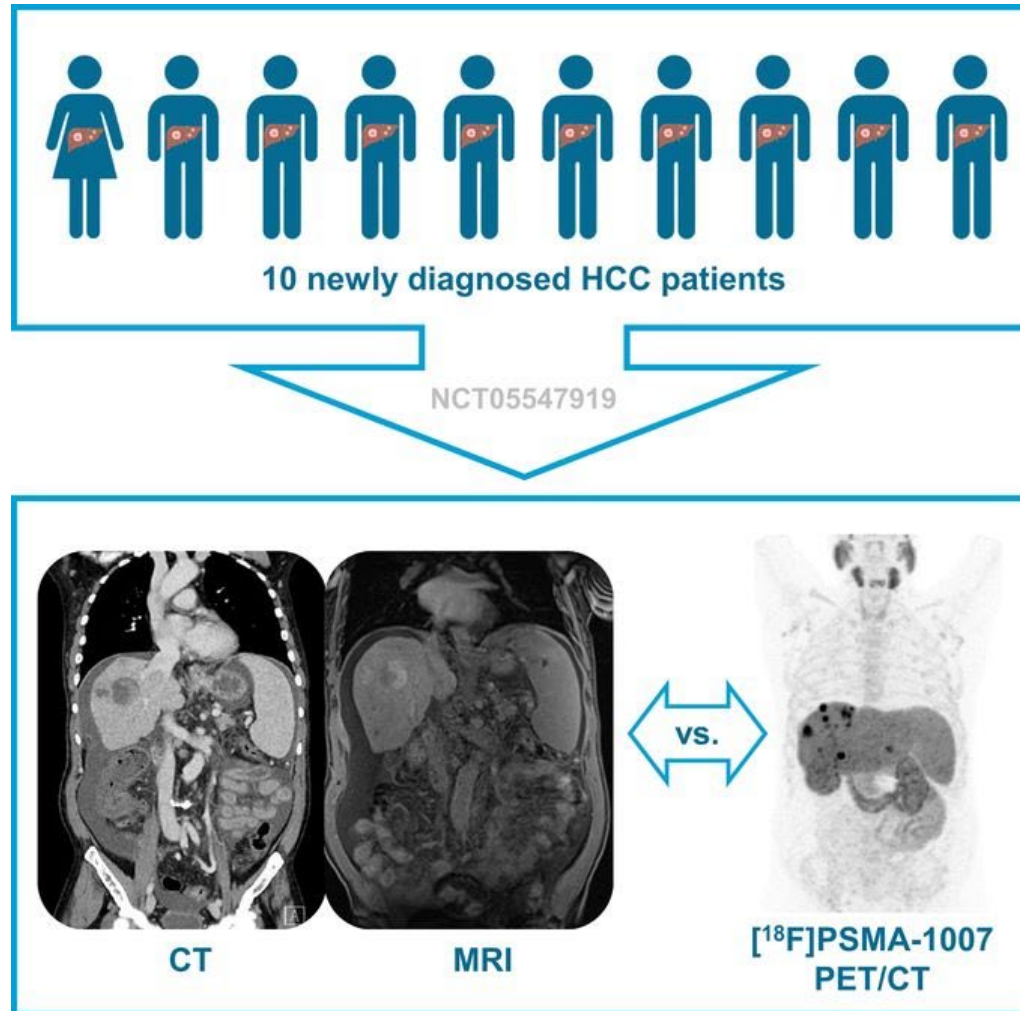 10 newly diagnosed HCC patients
NCT05547919
vs.
A
CT
MRI
[¹⁸F]PSMA-1007
PET/CT